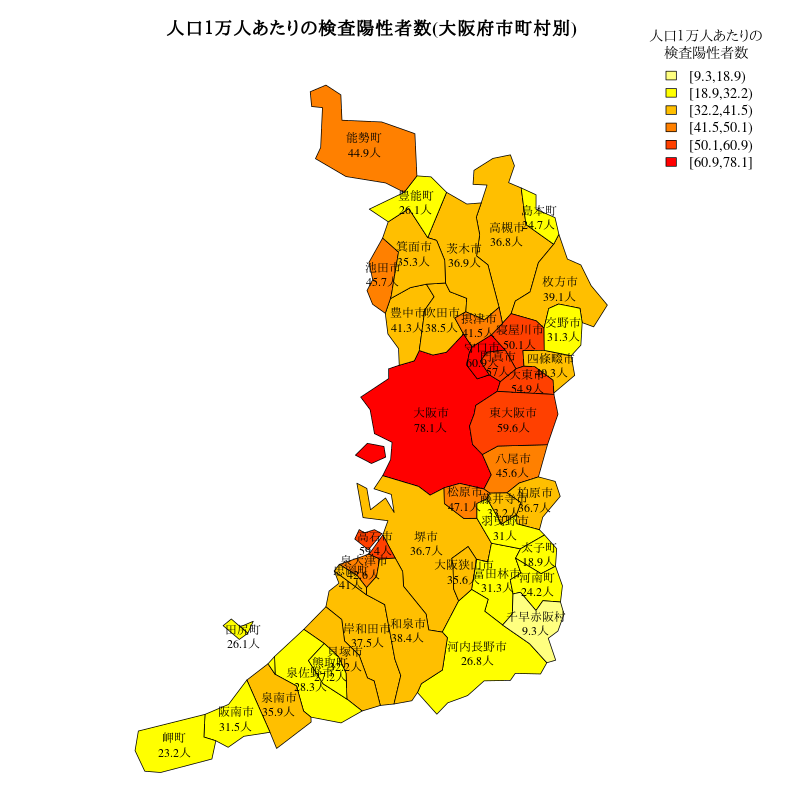 人口1万人あたりの検査陽性者数(大阪府市町村別)
人口1万人あたりの
検査陽性者数
[9.3,18.9)
[18.9,32.2)
[32.2,41.5)
[41.5,50.1)
[50.1,60.9)
[60.9,78.1]
能勢町
44.9人
豊能町
26.1人
島本町
24.7人
高槻市
36.8人
箕面市
35.3人
茨木市
36.9人
池田市
45.7人
枚方市
39.1人
豊中市
41.3人
吹田市
38.5人
摂津市
41.5人
交野市
31.3人
寝屋川市
50.1人
60.9人
57人
四條畷市
40.3人
大東市
54.9人
大阪市
78.1人
東大阪市
59.6人
八尾市
45.6人
松原市
47.1人
藤井寺市
33.2人
柏原市
36.7人
羽曳野市
31人
高石市
59.4人
堺市
36.7人
太子町
18.9人
泉大津市
42.6人
41人
大阪狭山市
35.6人
富田林市
31.3人
河南町
24.2人
千早赤阪村
9.3人
田尻町
26.1人
岸和田市
37.5人
和泉市
38.4人
河内長野市
26.8人
貝塚市
32.2人
熊取町
27.2人
泉佐野市
28.3人
泉南市
35.9人
阪南市
31.5人
岬町
23.2人